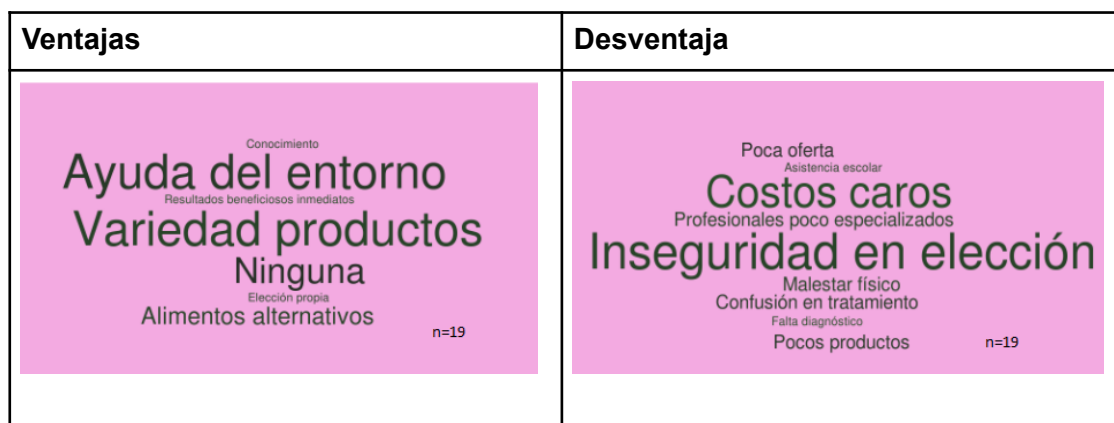 Ventajas
Desventaja
Conocimiento
Ayuda del entorno
Resultados beneficiosos inmediatos
Variedad productos
Ninguna
Elección propia
Alimentos alternativos
n=19
Poca oferta
Asistencia escolar
Costos caros
Profesionales poco especializados
Inseguridad en elección
Malestar físico
Confusión en tratamiento
Falta diagnóstico
Pocos productos
n=19